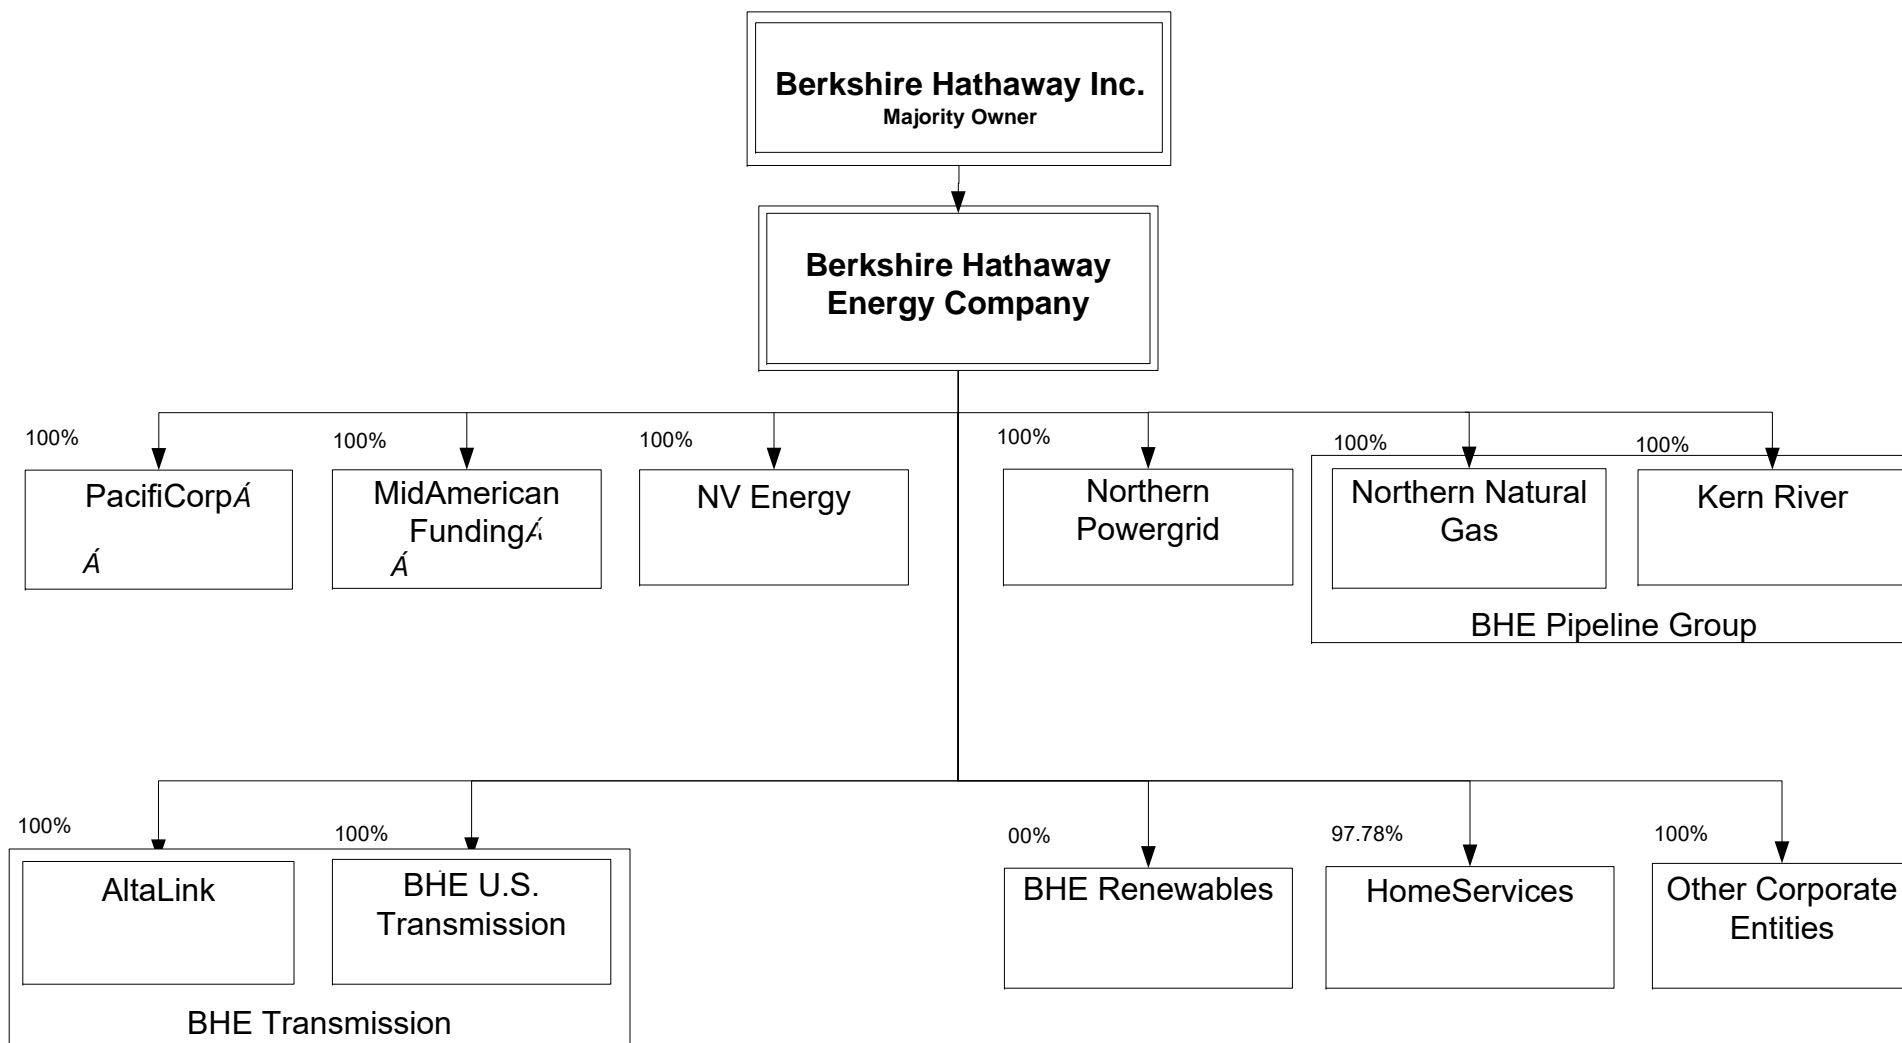 Berkshire Hathaway Inc.
Majority Owner
Berkshire Hathaway
Energy Company
100%
100%
100%
100%
100%
100%
PacifiCorpÁ
Á
MidAmerican
FundingÁ
Á
NV Energy
Northern
Powergrid
Northern Natural
Gas
Kern River
BHE Pipeline Group
100%
100%
00%
97.78%
100%
AltaLink
BHE U.S.
Transmission
BHE Renewables
HomeServices
Other Corporate
Entities
BHE Transmission